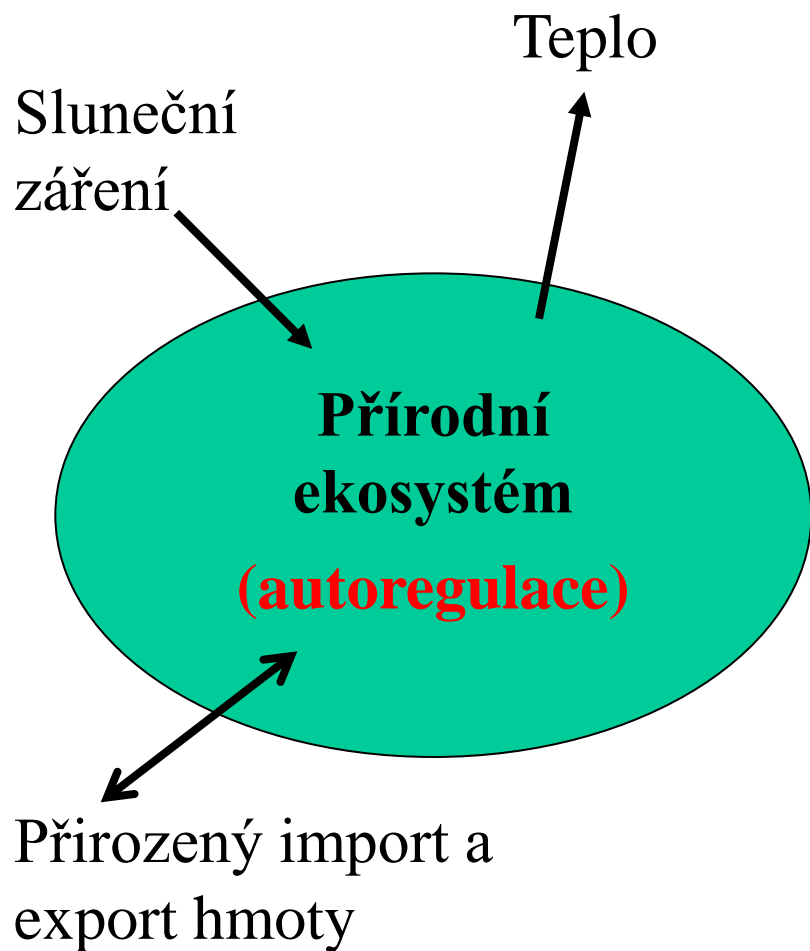 Teplo
Sluneční
záření
Přírodní
ekosystém
(autoregulace)
Přirozený import a
export hmoty